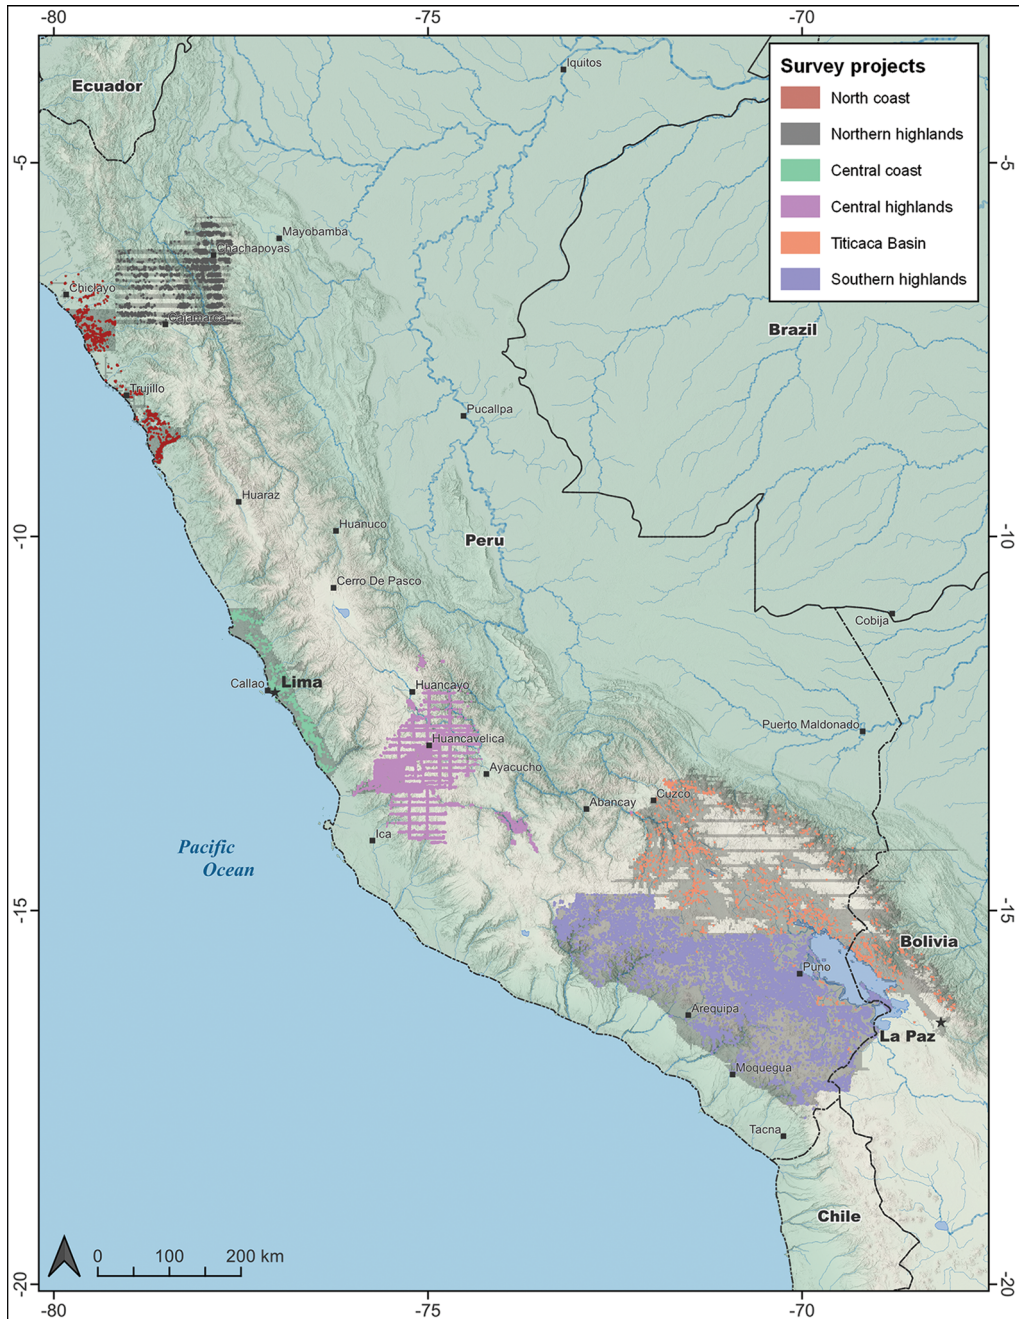 -80
-75
-70
Iquitos
Ecuador
Survey projects
North coast
Northern highlands
Central coast
Central highlands
Titicaca Basin
Southern highlands
-5
-5
Mayobamba
Chachapoyas
Chiclayo
Cajamarca
Brazil
Trujillo
Pucallpa
Huaraz
Huanuco
-10
Peru
-10
Cerro De Pasco
Cobija
Callao
Lima
Huancayo
Puerto Maldonado
Huancavelica
Ayacucho
Cuzco
Abancay
Ica
Pacific
Ocean
-15
-15
Bolivia
Puno
Arequipa
La Paz
Moquegua
Tacna
Chile
0 100 200 km
-20
-20
-80
-75
-70